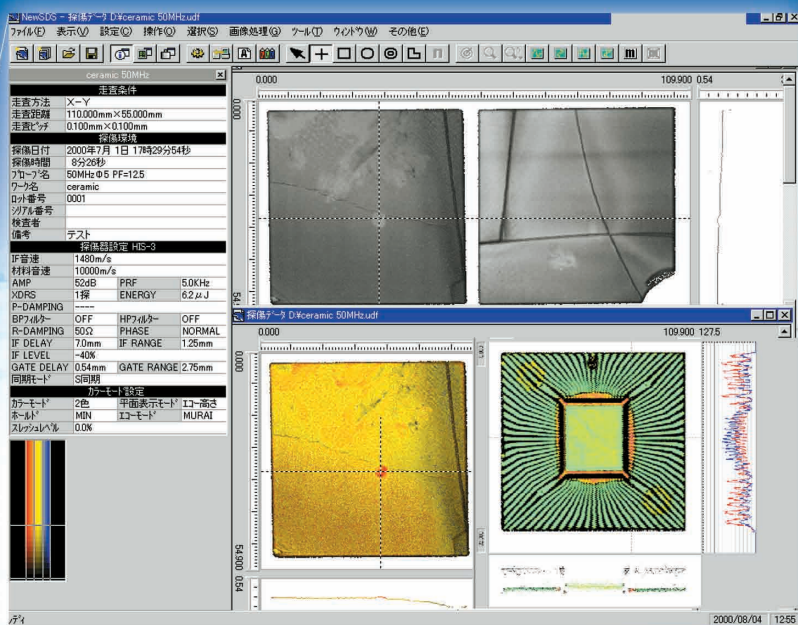 NewSDS - 探傷データ D:¥ceramic 50MHz.udf
ファイル(F) 表示(V) 設定(C) 操作(O) 選択(S) 画像処理(G) ツール(T) ウィンドウ(W) その他(E)
ceramic 50MHz
走査条件
走査方法 X-Y
走査距離 110.000mm×55.000mm
走査ピッチ 0.100mm×0.100mm
探傷環境
探傷日付 2000年7月 1日 17時29分54秒
探傷時間 8分26秒
プローブ名 50MHzΦ5 PF=12.5
ワーク名 ceramic
ロット番号 0001
シリアル番号
検査者
備考 テスト
探傷器設定 HIS-3
IF音速 1480m/s
材料音速 10000m/s
AMP 52dB PRF 5.0KHz
XDRS 1探 ENERGY 6.2μJ
P-DAMPING ----
BPフィルター OFF HPフィルター OFF
R-DAMPING 50Ω PHASE NORMAL
IF DELAY 7.0mm IF RANGE 1.25mm
IF LEVEL -40%
GATE DELAY 0.54mm GATE RANGE 2.75mm
同期モード S同期
カラーモード設定
カラーモード 2色 平面表示モード エコー高さ
ホールド MIN エコーモード MURAI
スレッショレベル 0.0%
0.000 109.900 0.54
0.000
探傷データ D:¥ceramic 50MHz.udf
0.000 109.900 127.5
0.000
54.900
0.54
レディ
2000/08/04 12:55